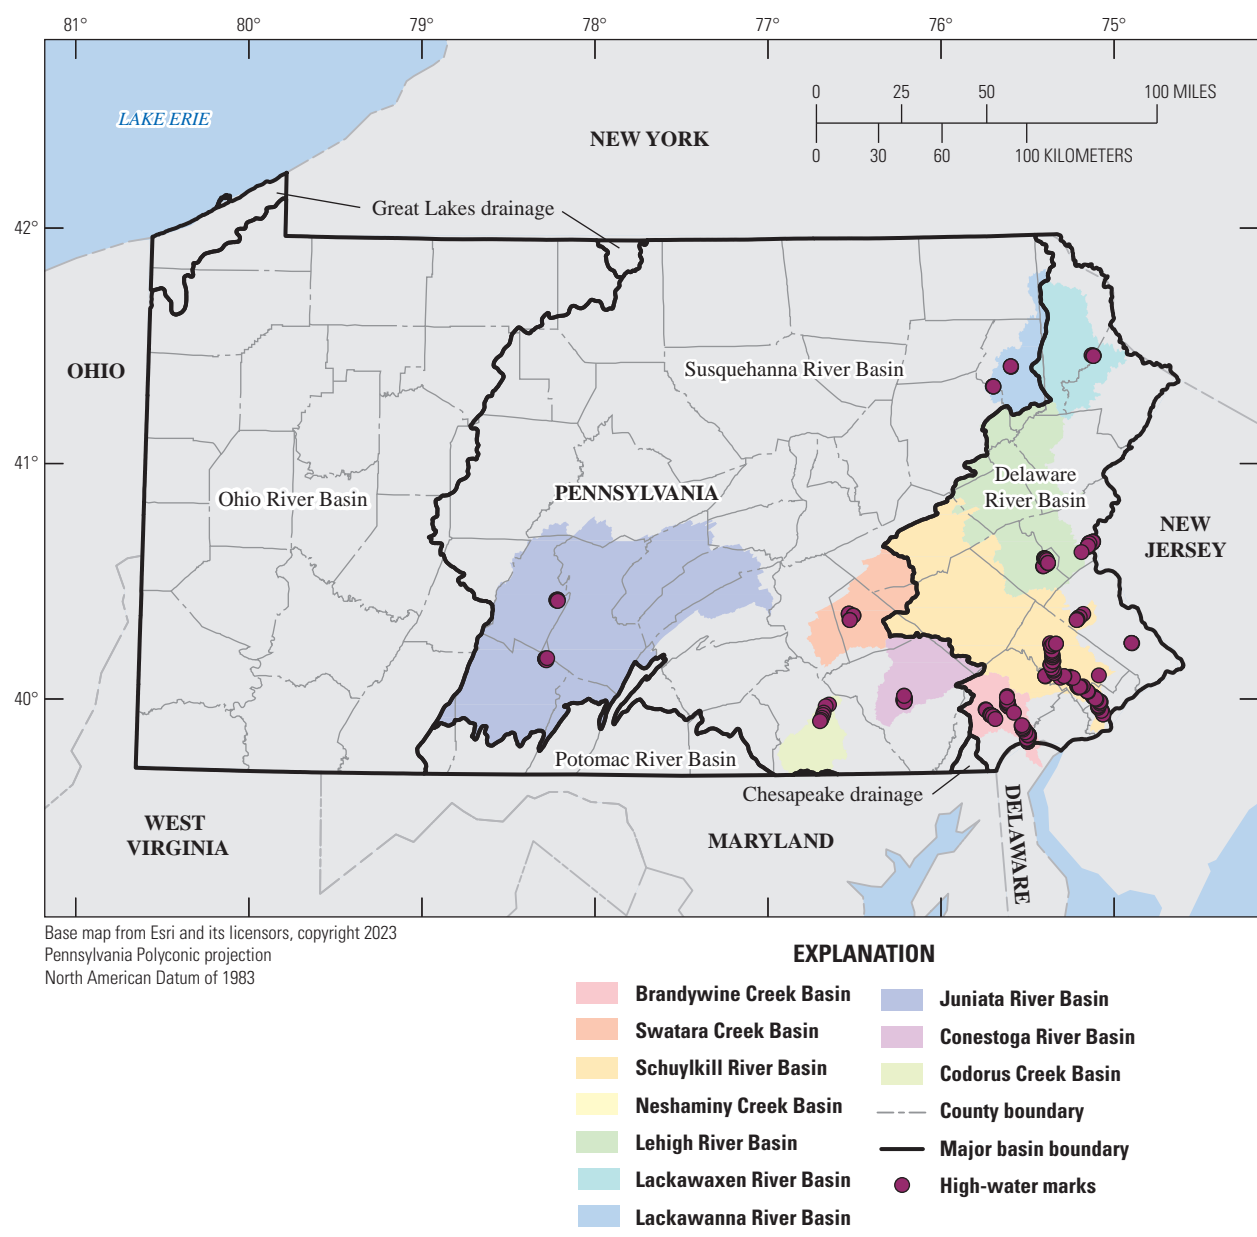 81° 80° 79° 78° 77° 76° 75°
0 25 50 100 MILES
LAKE ERIE
NEW YORK
0 30 60 100 KILOMETERS
Great Lakes drainage
42°
OHIO
Susquehanna River Basin
41°
Delaware
River Basin
Ohio River Basin
PENNSYLVANIA
NEW
JERSEY
40°
Potomac River Basin
Chesapeake drainage
WEST
VIRGINIA
MARYLAND
DELAWARE
Base map from Esri and its licensors, copyright 2023
Pennsylvania Polyconic projection
North American Datum of 1983
EXPLANATION
Brandywine Creek Basin
Swatara Creek Basin
Schuylkill River Basin
Neshaminy Creek Basin
Lehigh River Basin
Lackawaxen River Basin
Lackawanna River Basin
Juniata River Basin
Conestoga River Basin
Codorus Creek Basin
County boundary
Major basin boundary
High-water marks